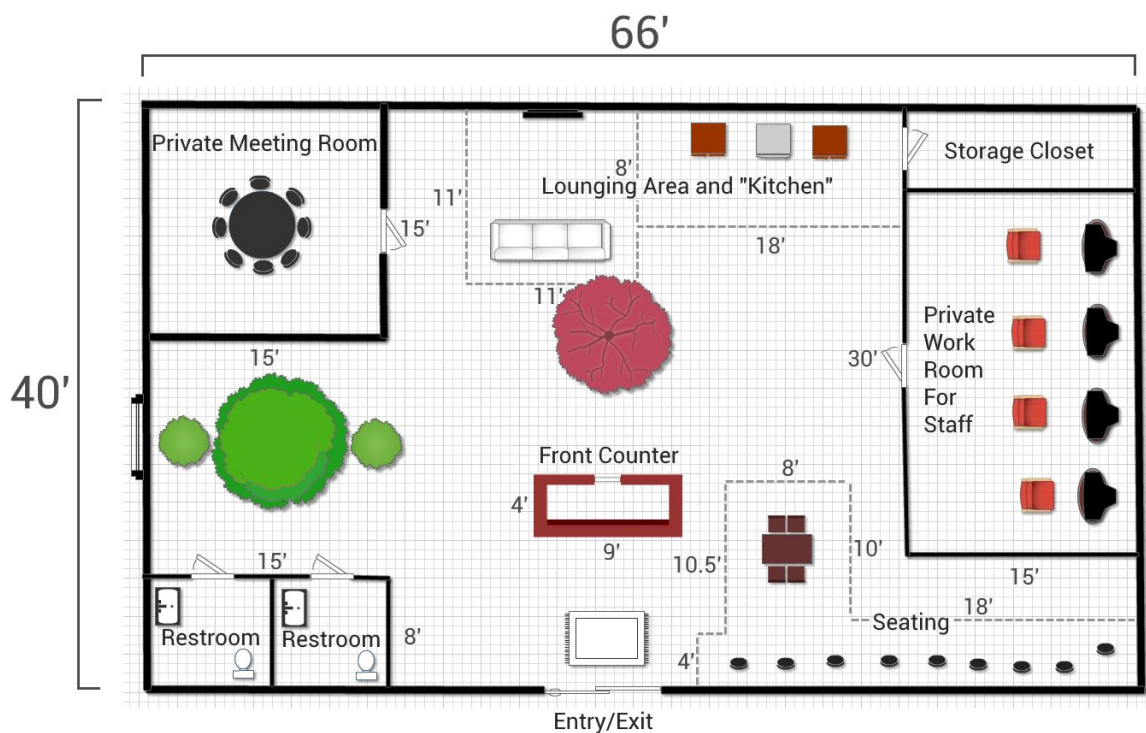 66'
40'
Private Meeting Room
15'
11'
8'
Lounging Area and "Kitchen"
18'
11'
Storage Closet
Private
Work
Room
For
Staff
30'
15'
15'
Front Counter
4'
9'
8'
10.5'
10'
15'
18'
Seating
4'
Restroom
Restroom
8'
Entry/Exit